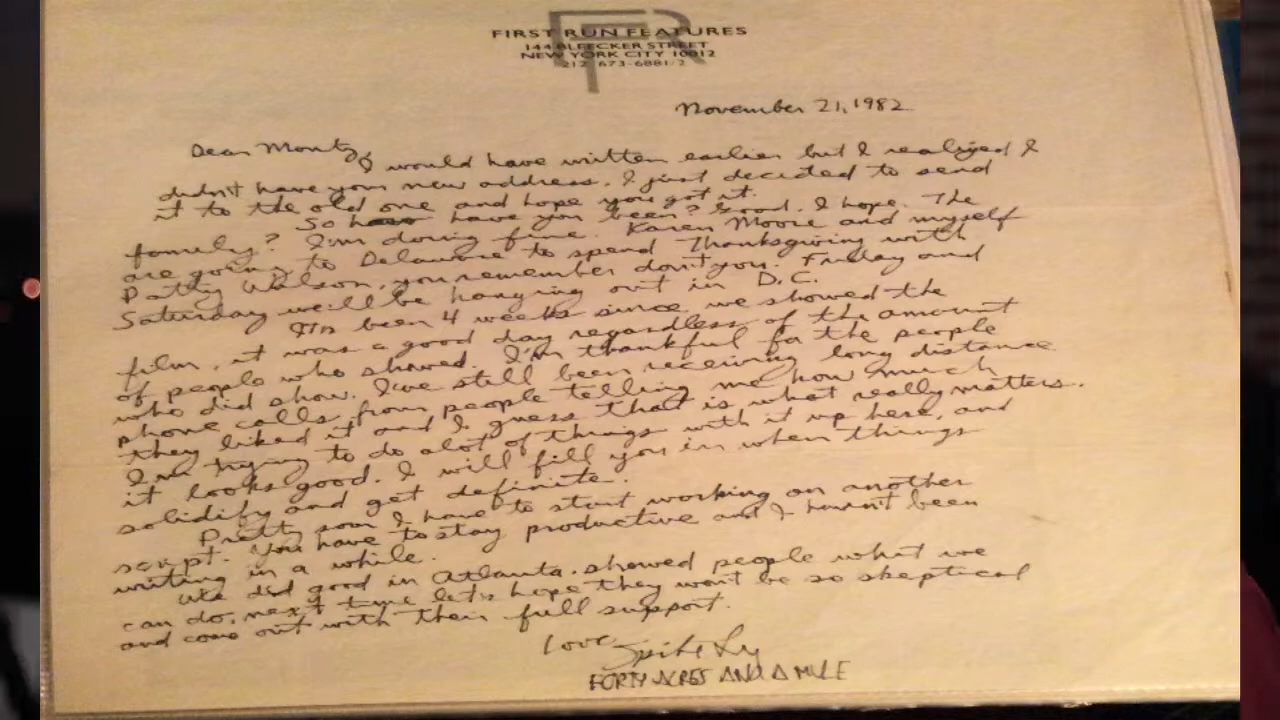 FIRST RUN FEATURES
144 BLEECKER STREET
NEW YORK CITY 10012
212 673-6881/2
November 21, 1982
Dear Monty,
I would have written earlier but I realized I
didn't have your new address. I just decided to send
it to the old one and hope you got it.
So have you been? Good, I hope. The
family? I'm doing fine. Karen Moore and myself
are going to Delaware to spend Thanksgiving with
Patty Wilson, you remember don't you. Friday and
Saturday we'll be hanging out in D.C.
It's been 4 weeks since we showed the
film, it was a good day regardless of the amount
of people who showed. I'm thankful for the people
who did show. I've still been receiving long distance
phone calls from people telling me how much
they liked it and I guess that is what really matters.
I'm trying to do alot of things with it up here, and
it looks good. I will fill you in when things
solidify and get definite.
Pretty soon I have to start working on another
script. You have to stay productive and I haven't been
writing in a while.
We did good in Atlanta. showed people what we
can do, next time let's hope they won't be so skeptical
and come out with their full support.
Love
Spike Lee
FORTY ACRES AND A MULE